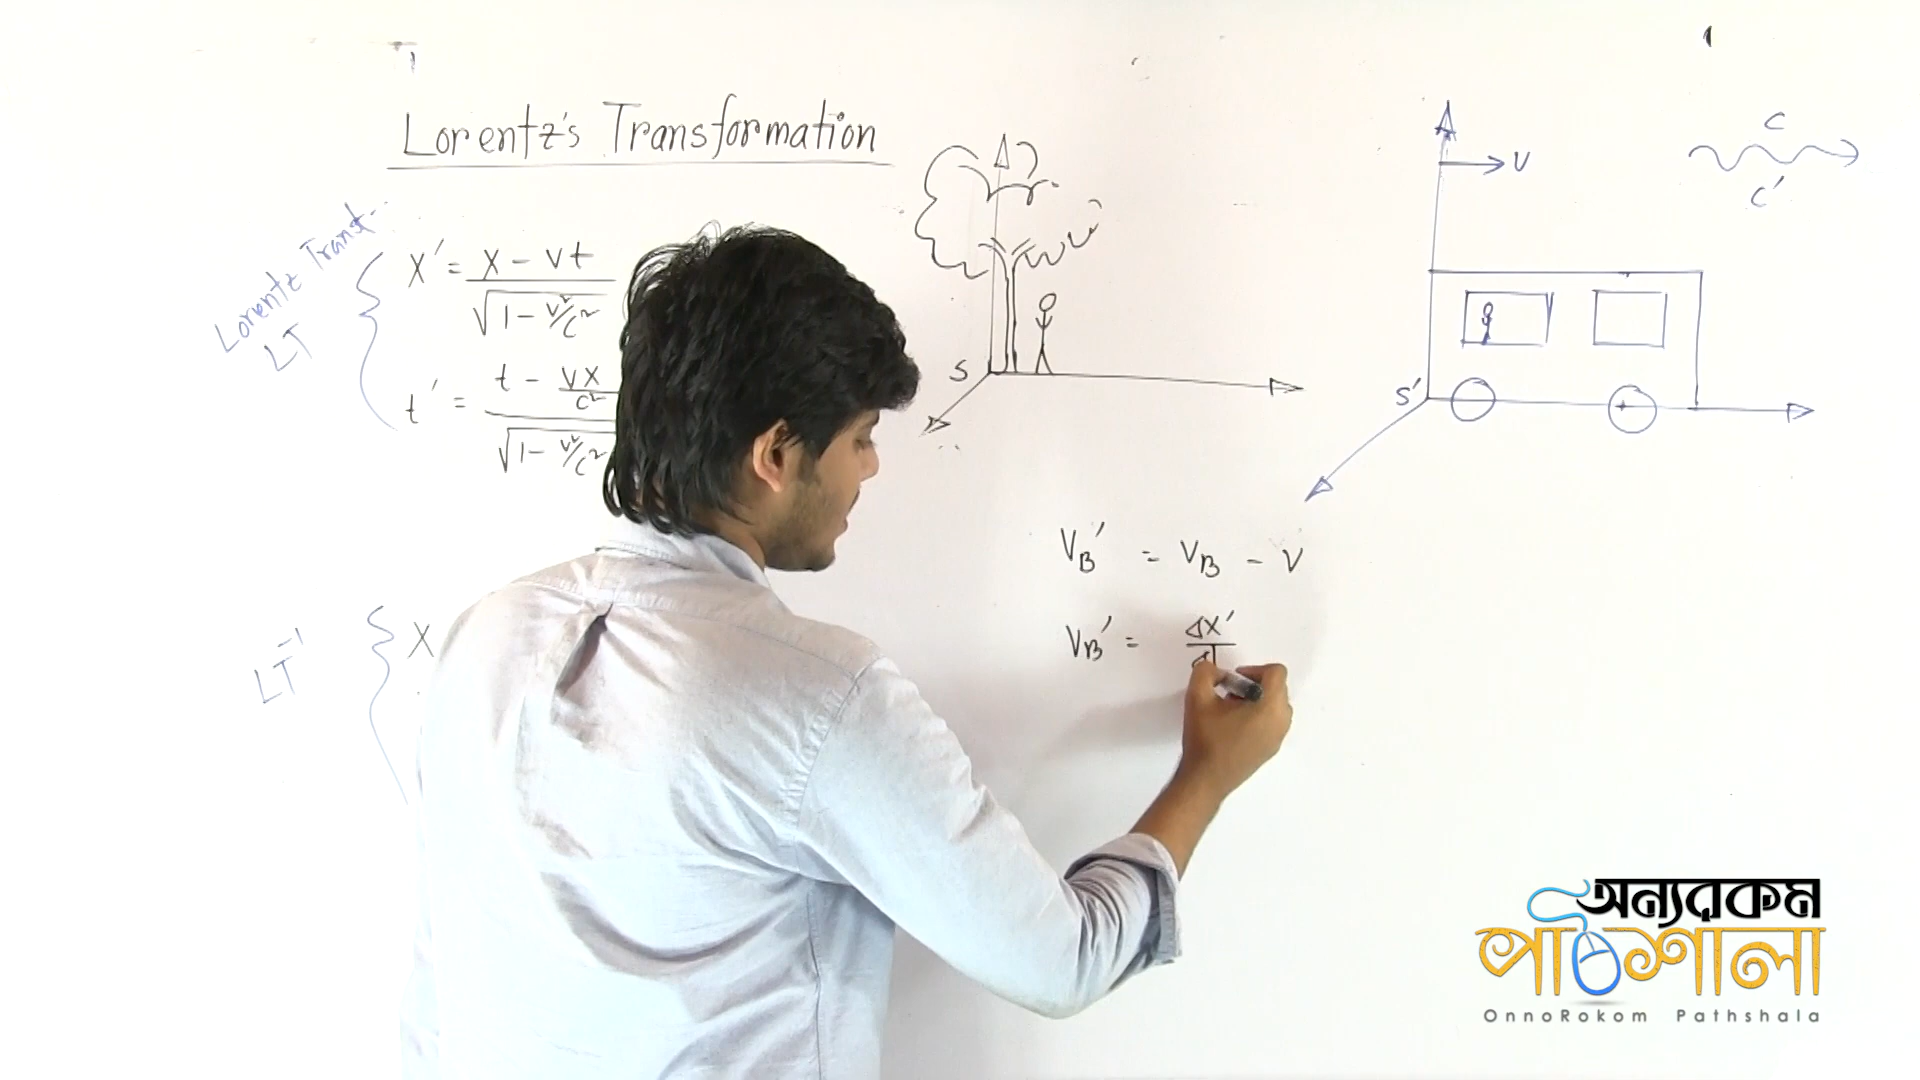 Lorentz's Transformation
Lorentz Transf...
LT
X' = X - Vt / √1 - V²/C²
t' = t - VX/C² / √1 - V²/C²
LT⁻¹
X
S
V
C
C'
S'
V_B' = V_B - V
V_B' = ΔX' / Δ
অন্যরকম
পাঠশালা
OnnoRokom Pathshala